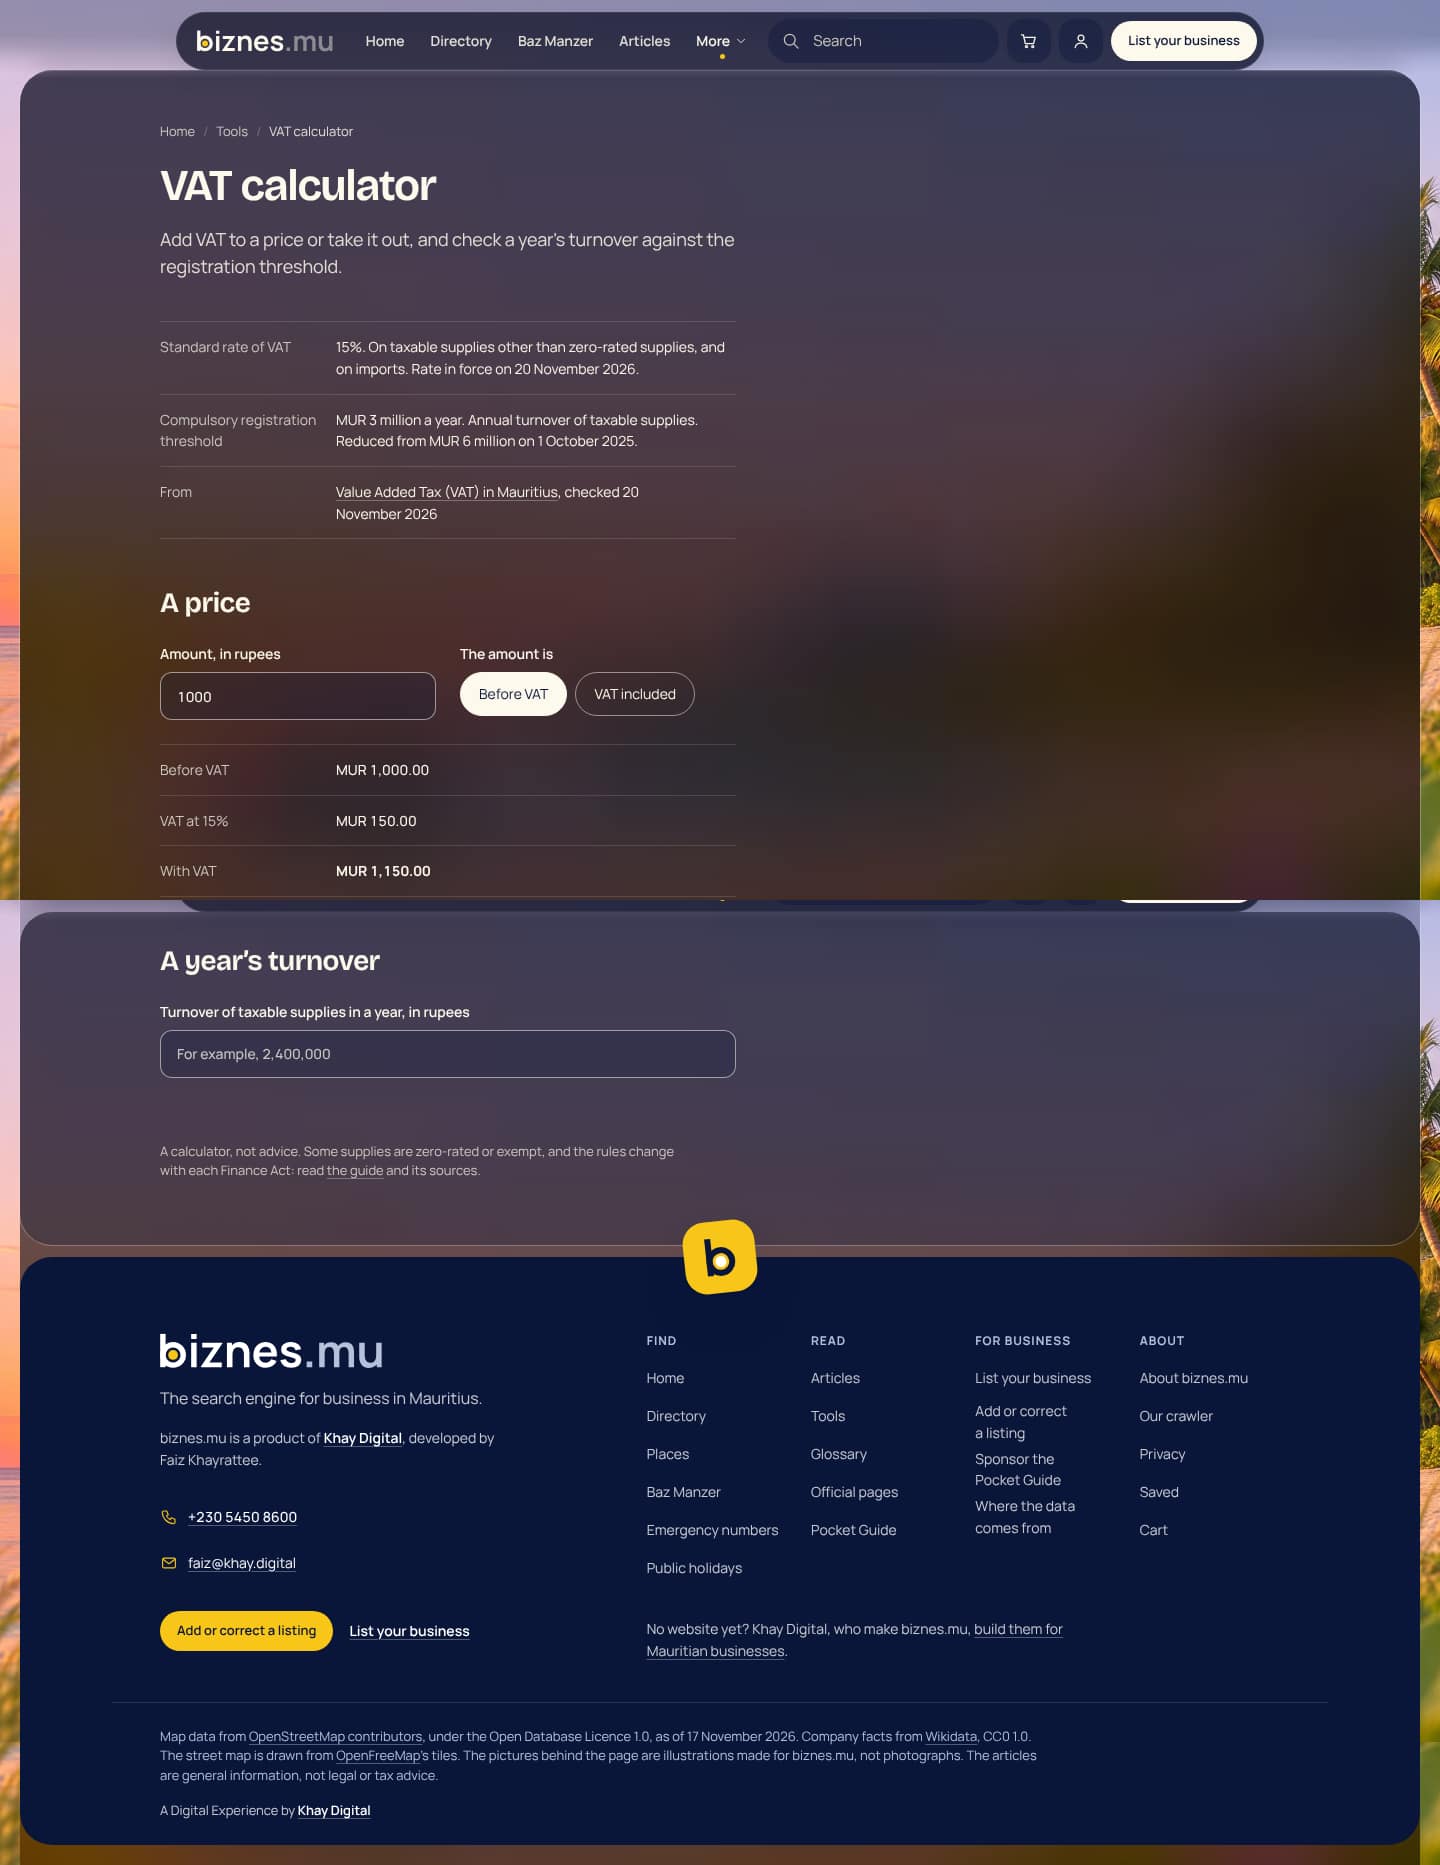 biznes.mu
Home
Directory
Baz Manzer
Articles
More
Search
List your business
Home / Tools / VAT calculator
VAT calculator
Add VAT to a price or take it out, and check a year's turnover against the
registration threshold.
Standard rate of VAT
15%. On taxable supplies other than zero-rated supplies, and
on imports. Rate in force on 20 November 2026.
Compulsory registration
threshold
MUR 3 million a year. Annual turnover of taxable supplies.
Reduced from MUR 6 million on 1 October 2025.
From
Value Added Tax (VAT) in Mauritius, checked 20
November 2026
A price
Amount, in rupees
1000
The amount is
Before VAT
VAT included
Before VAT
MUR 1,000.00
VAT at 15%
MUR 150.00
With VAT
MUR 1,150.00
A year's turnover
Turnover of taxable supplies in a year, in rupees
For example, 2,400,000
A calculator, not advice. Some supplies are zero-rated or exempt, and the rules change
with each Finance Act: read the guide and its sources.
b
biznes.mu
The search engine for business in Mauritius.
biznes.mu is a product of Khay Digital, developed by
Faiz Khayrattee.
+230 5450 8600
faiz@khay.digital
Add or correct a listing
List your business
FIND
Home
Directory
Places
Baz Manzer
Emergency numbers
Public holidays
READ
Articles
Tools
Glossary
Official pages
Pocket Guide
FOR BUSINESS
List your business
Add or correct
a listing
Sponsor the
Pocket Guide
Where the data
comes from
ABOUT
About biznes.mu
Our crawler
Privacy
Saved
Cart
No website yet? Khay Digital, who make biznes.mu, build them for
Mauritian businesses.
Map data from OpenStreetMap contributors, under the Open Database Licence 1.0, as of 17 November 2026. Company facts from Wikidata, CC0 1.0.
The street map is drawn from OpenFreeMap's tiles. The pictures behind the page are illustrations made for biznes.mu, not photographs. The articles
are general information, not legal or tax advice.
A Digital Experience by Khay Digital